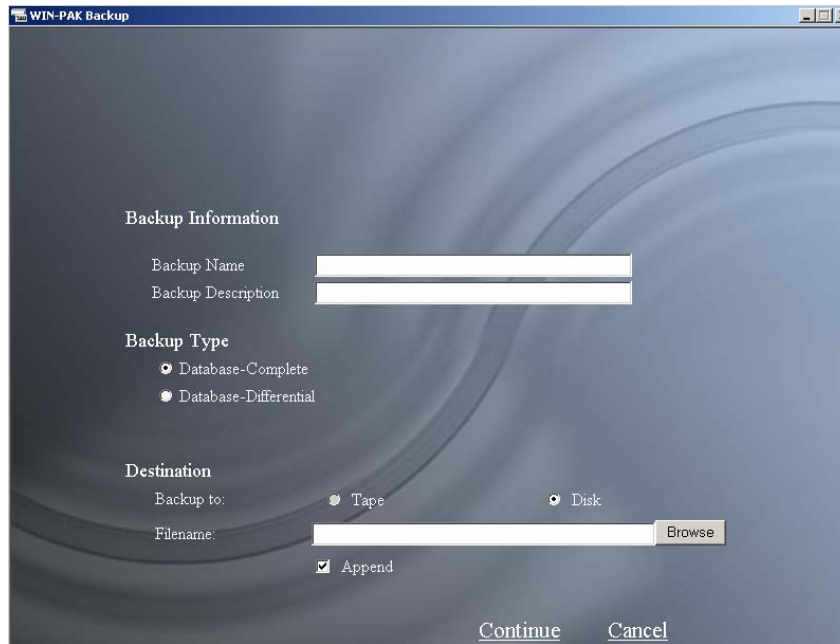 WIN-PAK Backup
Backup Information
Backup Name
Backup Description
Backup Type
Database-Complete
Database-Differential
Destination
Backup to:
Tape
Disk
Filename:
Browse
Append
Continue
Cancel